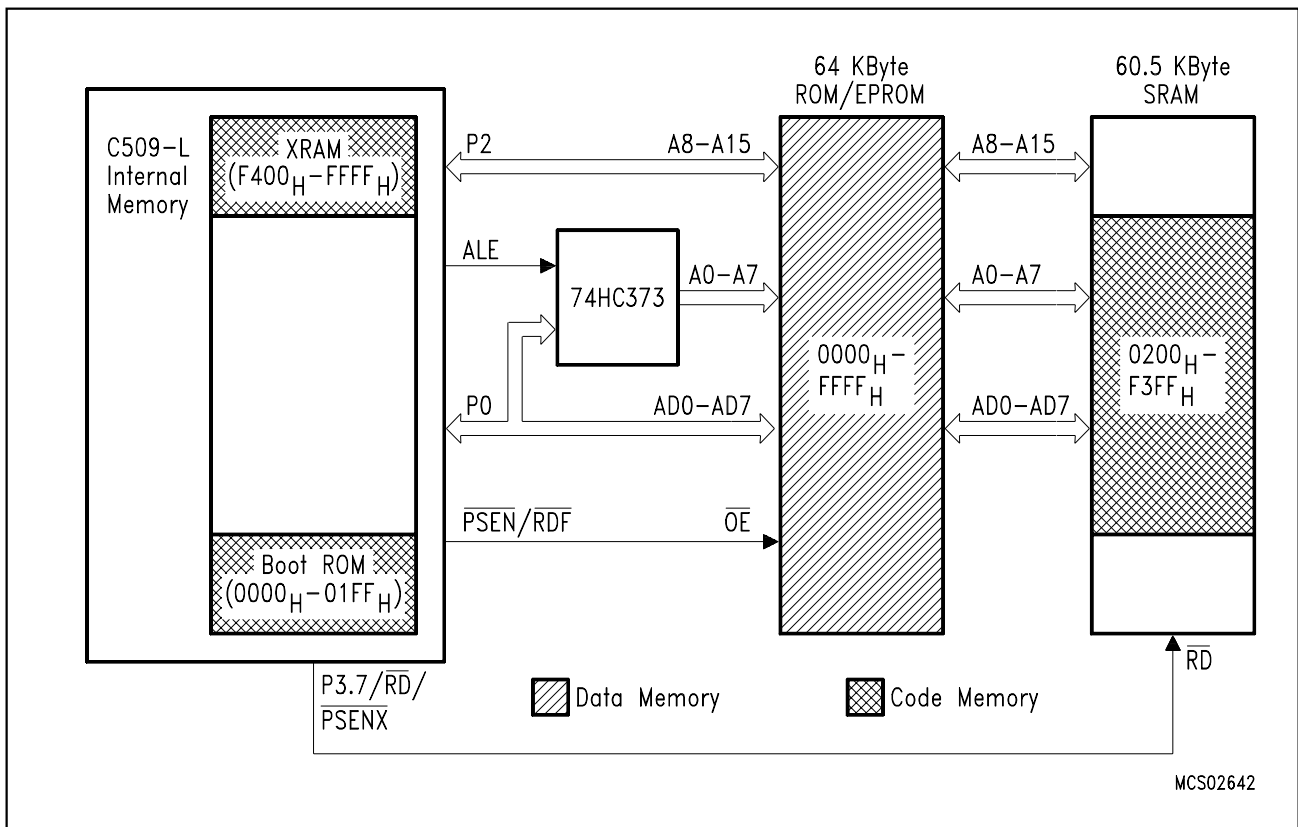 64 KByte
ROM/EPROM
60.5 KByte
SRAM
C509-L
Internal
Memory
XRAM
(F400H-FFFFH)
P2
A8-A15
A8-A15
ALE
74HC373
A0-A7
A0-A7
0000H-
FFFFH
0200H-
F3FFH
P0
AD0-AD7
AD0-AD7
PSEN/RDF
OE
Boot ROM
(0000H-01FFH)
P3.7/RD/
PSENX
Data Memory
Code Memory
RD
MCS02642